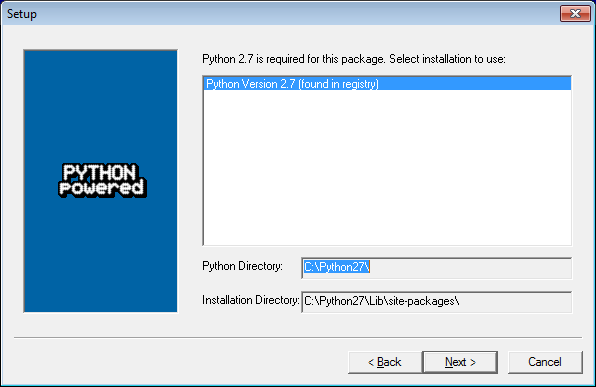 Setup
Python 2.7 is required for this package. Select installation to use:
Python Version 2.7 (found in registry)
PYTHON
powered
Python Directory: C:\Python27\
Installation Directory: C:\Python27\Lib\site-packages\
< Back Next > Cancel